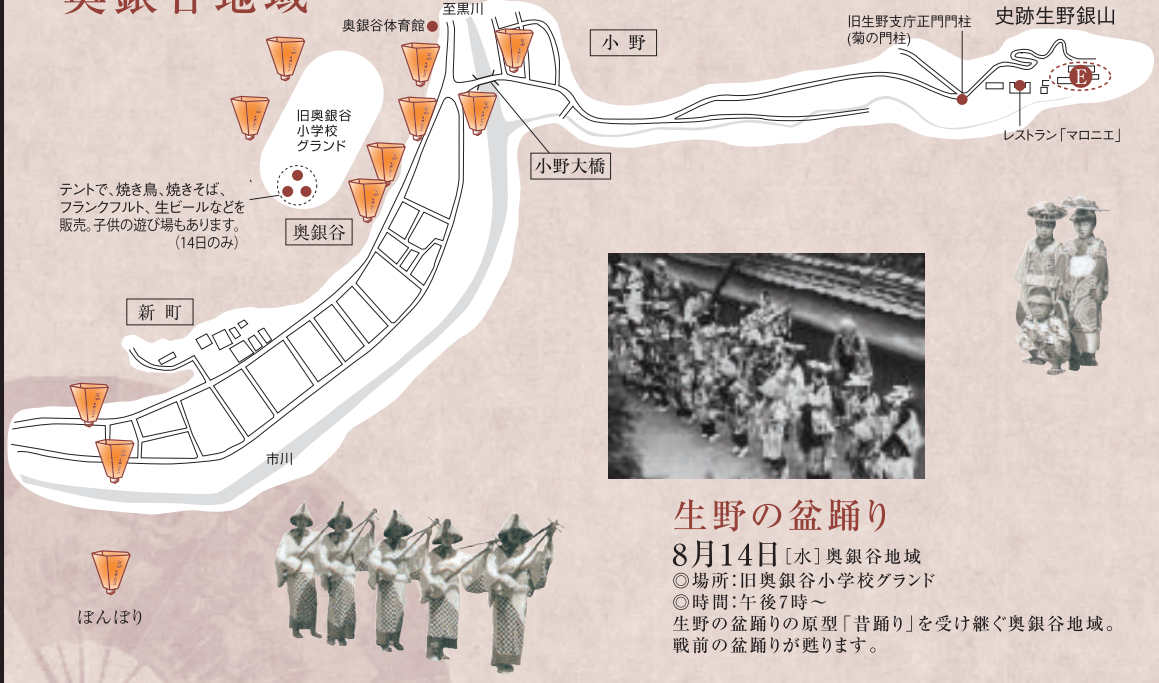 奥銀谷地域
至黒川
奥銀谷体育館
小野
旧生野支庁正門門柱
(菊の門柱)
史跡生野銀山
E
レストラン「マロニエ」
旧奥銀谷
小学校
グランド
小野大橋
テントで、焼き鳥、焼きそば、
フランクフルト、生ビールなどを
販売。子供の遊び場もあります。
(14日のみ)
奥銀谷
新町
市川
ぼんぼり
生野の盆踊り
8月14日［水］奥銀谷地域
◎場所：旧奥銀谷小学校グランド
◎時間：午後7時〜
生野の盆踊りの原型「昔踊り」を受け継ぐ奥銀谷地域。
戦前の盆踊りが甦ります。